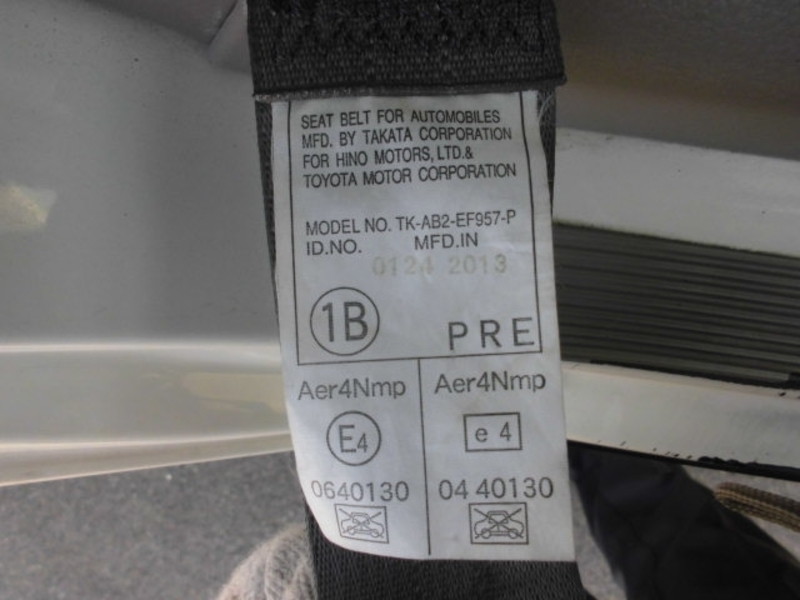 SEAT BELT FOR AUTOMOBILES
MFD. BY TAKATA CORPORATION
FOR HINO MOTORS, LTD.&
TOYOTA MOTOR CORPORATION
MODEL NO. TK-AB2-EF957-P
ID.NO. MFD.IN
0124 2013
1B PRE
Aer4Nmp Aer4Nmp
E4 e 4
0640130 04 40130